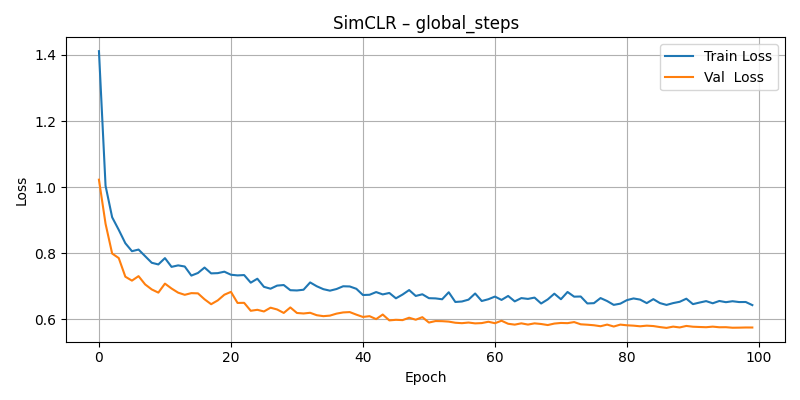 SimCLR – global_steps
Train Loss
Val  Loss
Loss
1.4
1.2
1.0
0.8
0.6
0 20 40 60 80 100
Epoch